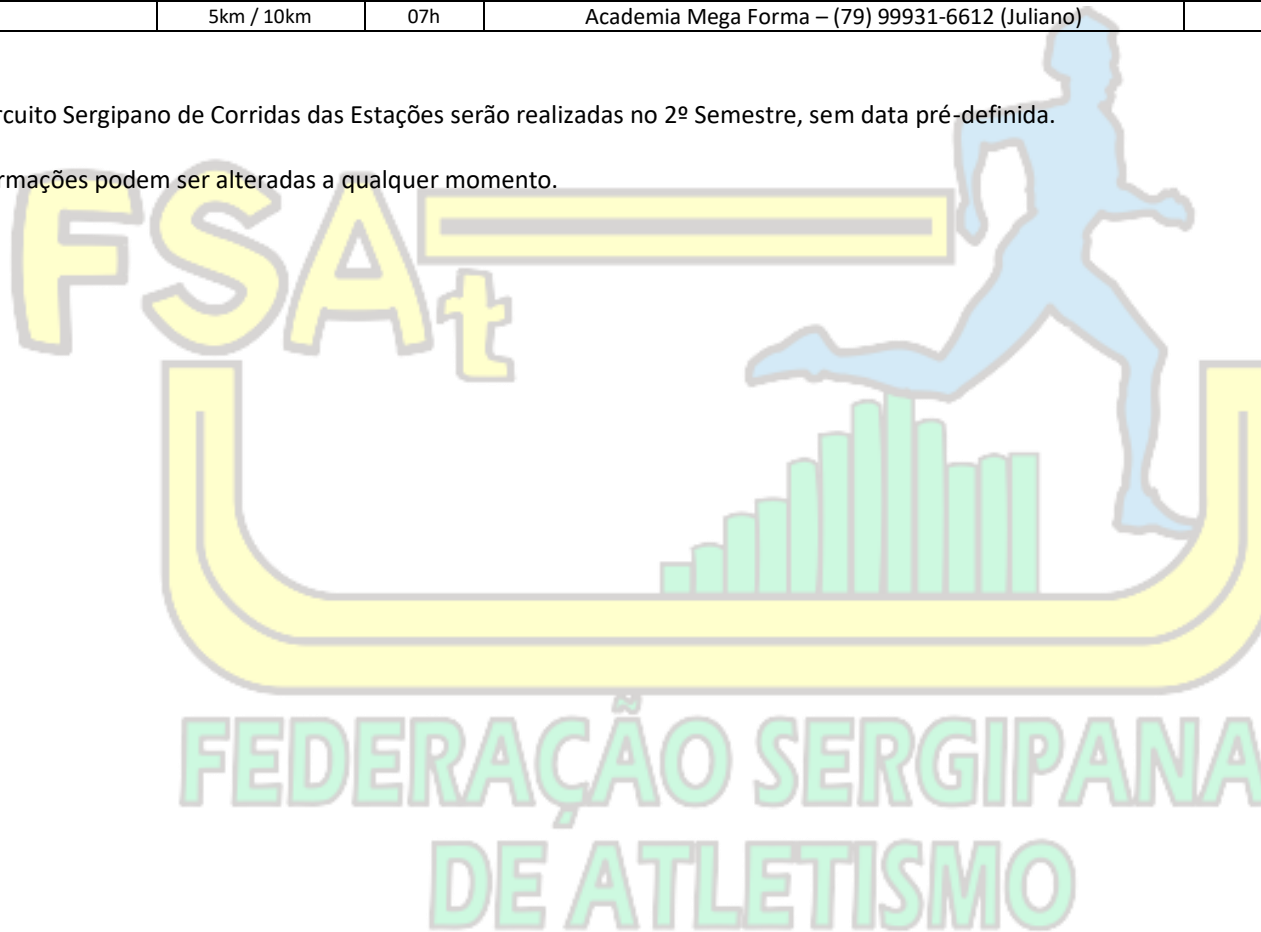 5km / 10km 07h Academia Mega Forma – (79) 99931-6612 (Juliano)
rcuito Sergipano de Corridas das Estações serão realizadas no 2º Semestre, sem data pré-definida.
rmações podem ser alteradas a qualquer momento.
FSAt
FEDERAÇÃO SERGIPANA
DE ATLETISMO